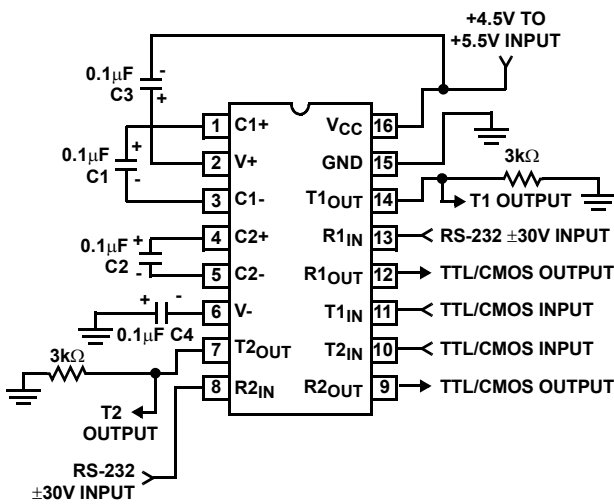 +4.5V TO
+5.5V INPUT
0.1μF
C3
-
+
1 C1+
VCC 16
0.1μF
C1
+
-
2 V+
GND 15
3kΩ
3 C1-
T1OUT 14
T1 OUTPUT
0.1μF
C2
+
-
4 C2+
R1IN 13
RS-232 ±30V INPUT
5 C2-
R1OUT 12
TTL/CMOS OUTPUT
+ -
0.1μF C4
6 V-
T1IN 11
TTL/CMOS INPUT
3kΩ
7 T2OUT
T2IN 10
TTL/CMOS INPUT
8 R2IN
R2OUT 9
TTL/CMOS OUTPUT
T2
OUTPUT
RS-232
±30V INPUT